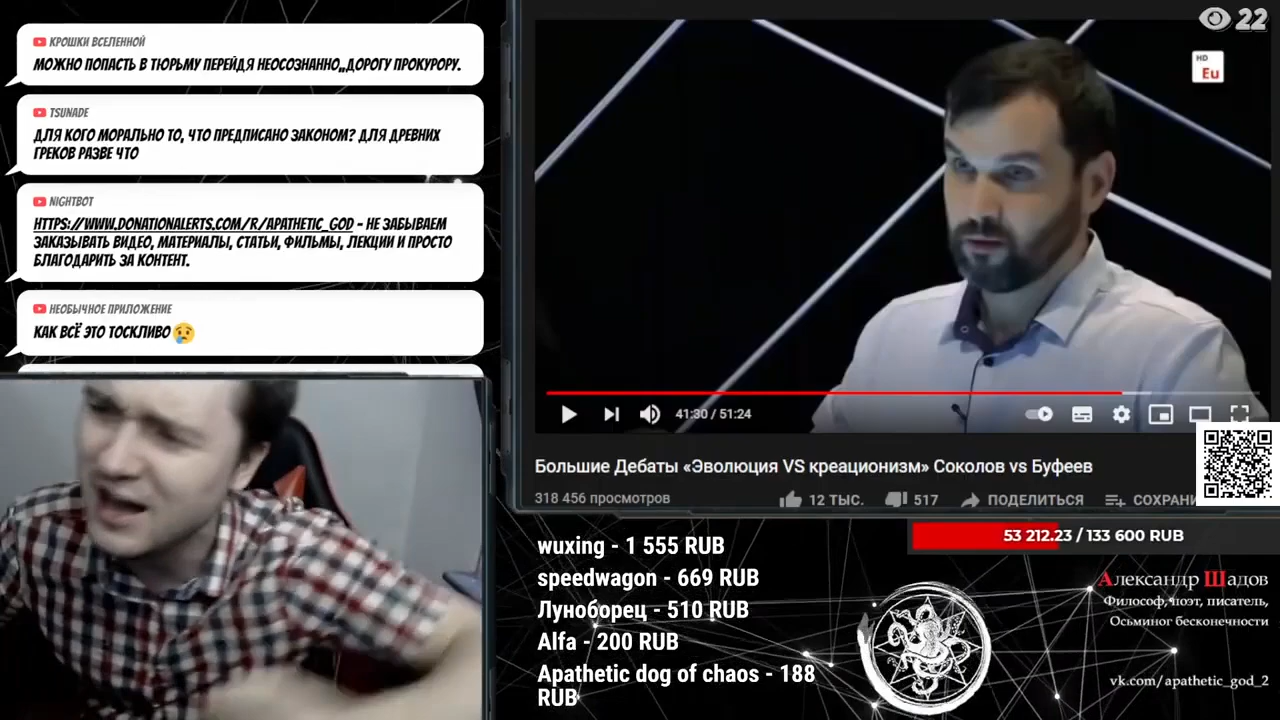 КРОШКИ ВСЕЛЕННОЙ
МОЖНО ПОПАСТЬ В ТЮРЬМУ ПЕРЕЙДЯ НЕОСОЗНАННО,,ДОРОГУ ПРОКУРОРУ.
TSUNADE
ДЛЯ КОГО МОРАЛЬНО ТО, ЧТО ПРЕДПИСАНО ЗАКОНОМ? ДЛЯ ДРЕВНИХ
ГРЕКОВ РАЗВЕ ЧТО
NIGHTBOT
HTTPS://WWW.DONATIONALERTS.COM/R/APATHETIC_GOD - НЕ ЗАБЫВАЕМ
ЗАКАЗЫВАТЬ ВИДЕО, МАТЕРИАЛЫ, СТАТЬИ, ФИЛЬМЫ, ЛЕКЦИИ И ПРОСТО
БЛАГОДАРИТЬ ЗА КОНТЕНТ.
НЕОБЫЧНОЕ ПРИЛОЖЕНИЕ
КАК ВСЁ ЭТО ТОСКЛИВО😢
22
HD
Eu
41:30 / 51:24
Большие Дебаты «Эволюция VS креационизм» Соколов vs Буфеев
318 456 просмотров
12 ТЫС.
517
ПОДЕЛИТЬСЯ
СОХРАНИ
53 212.23 / 133 600 RUB
wuxing - 1 555 RUB
speedwagon - 669 RUB
Луноборец - 510 RUB
Alfa - 200 RUB
Apathetic dog of chaos - 188
RUB
Александр Шадов
Философ, поэт, писатель,
Осьминог бесконечности
vk.com/apathetic_god_2